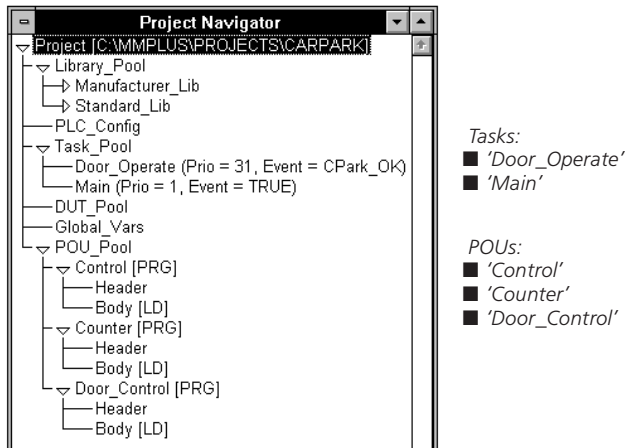 Project Navigator
Project [C:\MMPLUS\PROJECTS\CARPARK]
Library_Pool
Manufacturer_Lib
Standard_Lib
PLC_Config
Task_Pool
Door_Operate (Prio = 31, Event = CPark_OK)
Main (Prio = 1, Event = TRUE)
DUT_Pool
Global_Vars
POU_Pool
Control [PRG]
Header
Body [LD]
Counter [PRG]
Header
Body [LD]
Door_Control [PRG]
Header
Body [LD]
Tasks:
■ 'Door_Operate'
■ 'Main'
POUs:
■ 'Control'
■ 'Counter'
■ 'Door_Control'